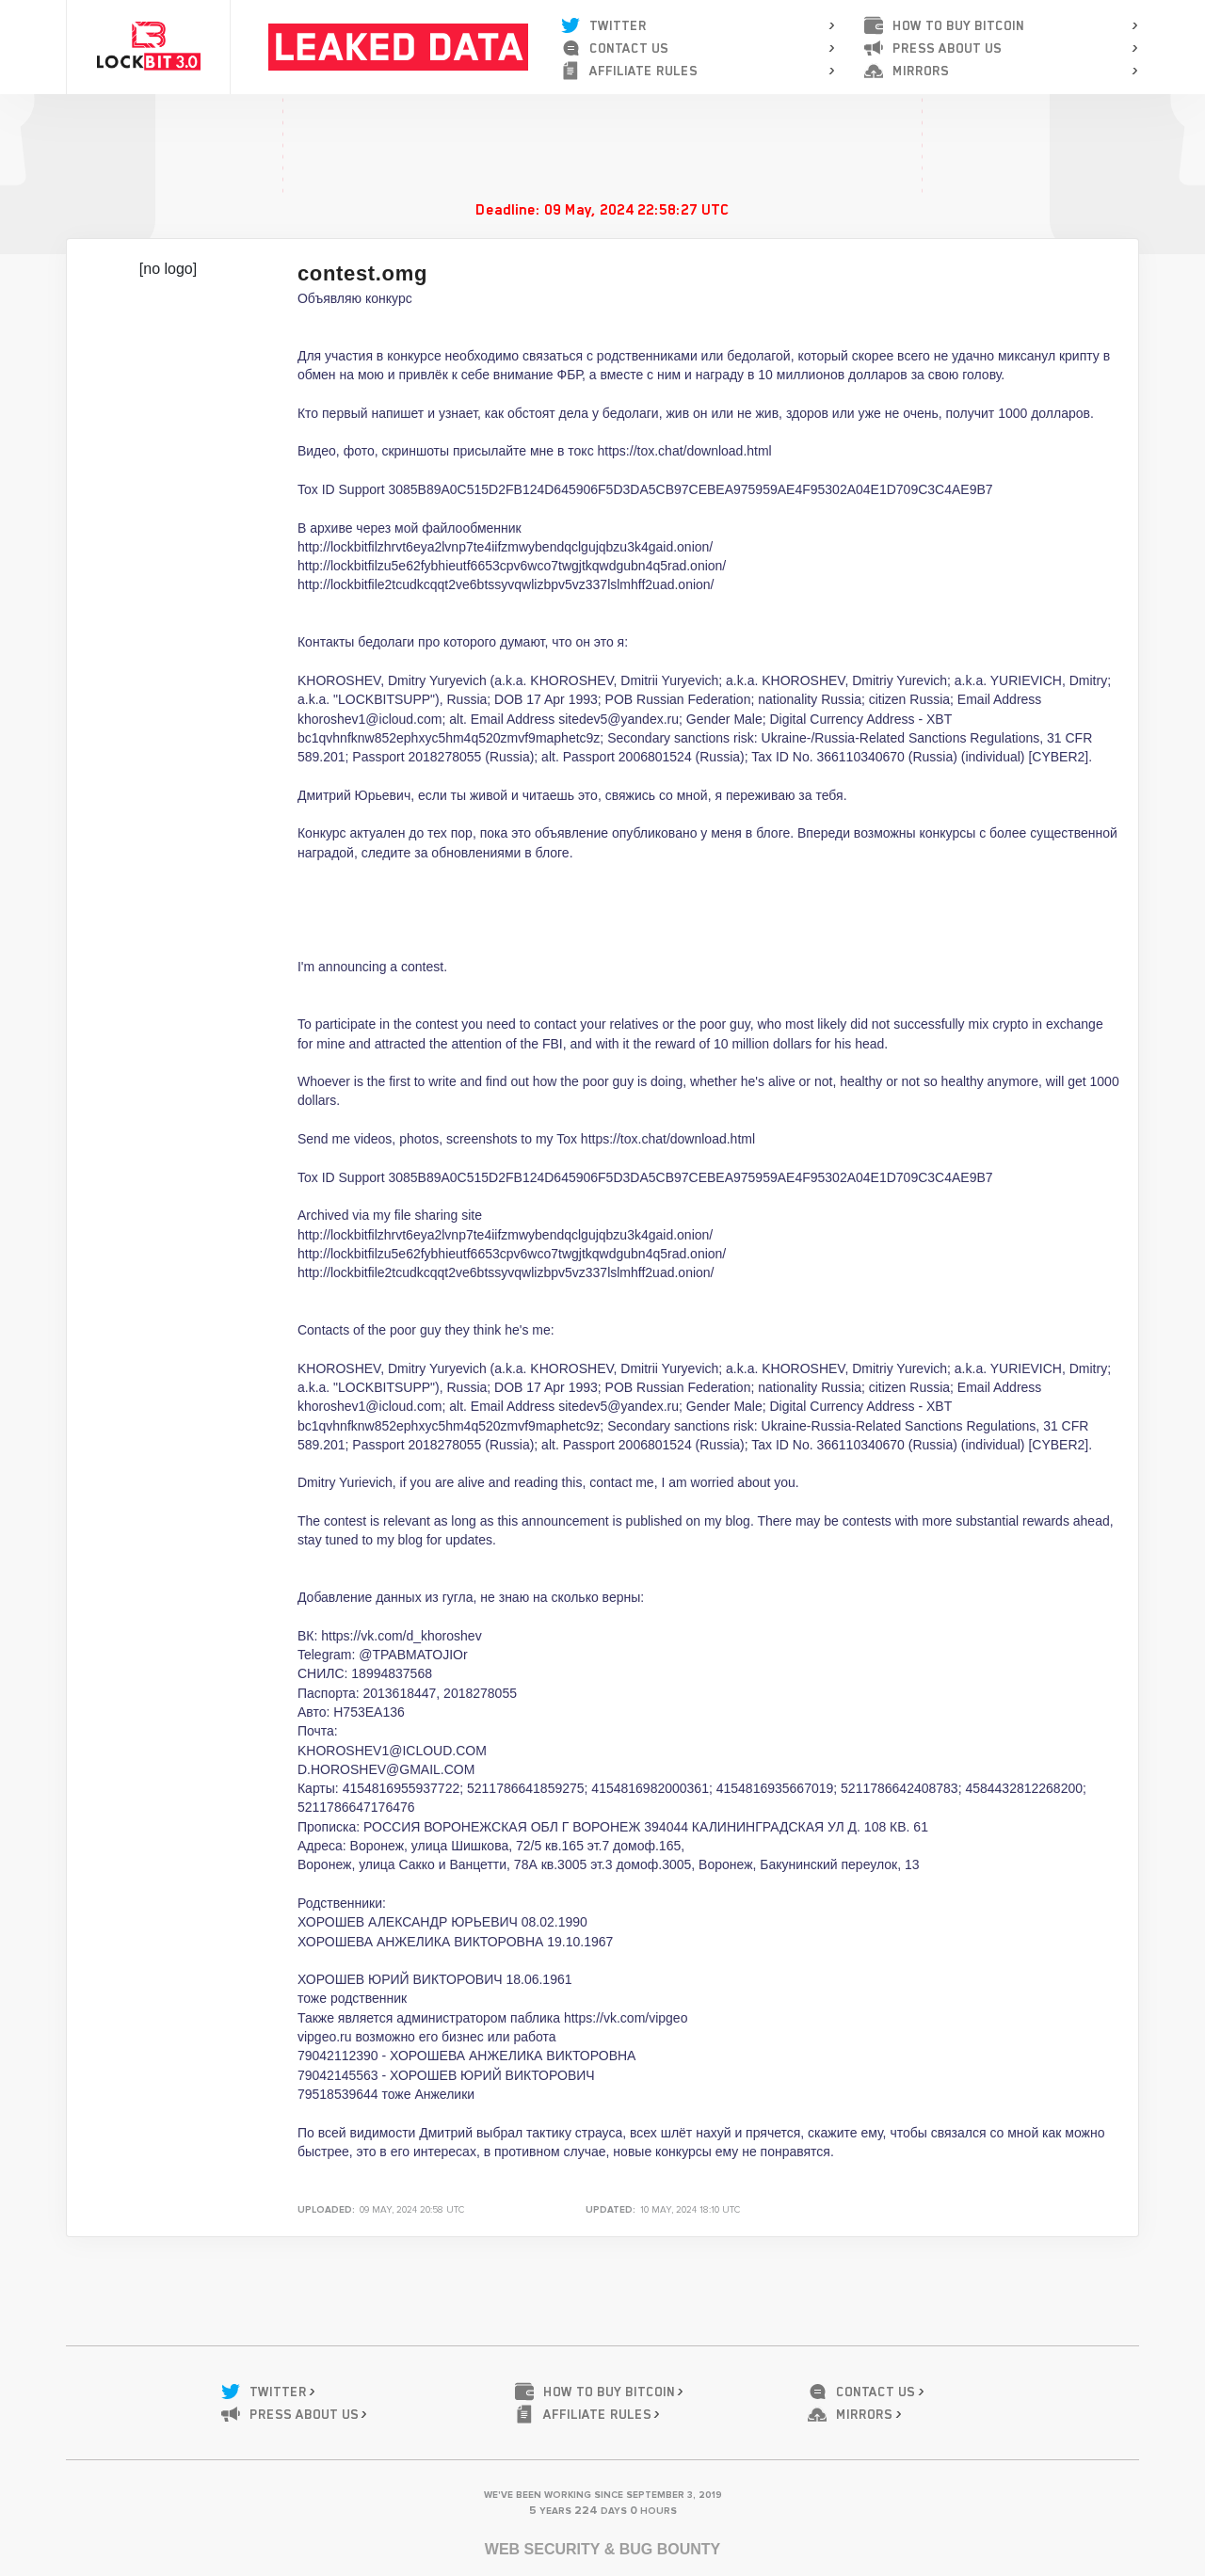 LOCKBIT 3.0
LEAKED DATA
TWITTER
CONTACT US
AFFILIATE RULES
HOW TO BUY BITCOIN
PRESS ABOUT US
MIRRORS
Deadline: 09 May, 2024 22:58:27 UTC
[no logo]
contest.omg
Объявляю конкурс
Для участия в конкурсе необходимо связаться с родственниками или бедолагой, который скорее всего не удачно миксанул крипту в
обмен на мою и привлёк к себе внимание ФБР, а вместе с ним и награду в 10 миллионов долларов за свою голову.
Кто первый напишет и узнает, как обстоят дела у бедолаги, жив он или не жив, здоров или уже не очень, получит 1000 долларов.
Видео, фото, скриншоты присылайте мне в токс https://tox.chat/download.html
Tox ID Support 3085B89A0C515D2FB124D645906F5D3DA5CB97CEBEA975959AE4F95302A04E1D709C3C4AE9B7
В архиве через мой файлообменник
http://lockbitfilzhrvt6eya2lvnp7te4iifzmwybendqclgujqbzu3k4gaid.onion/
http://lockbitfilzu5e62fybhieutf6653cpv6wco7twgjtkqwdgubn4q5rad.onion/
http://lockbitfile2tcudkcqqt2ve6btssyvqwlizbpv5vz337lslmhff2uad.onion/
Контакты бедолаги про которого думают, что он это я:
KHOROSHEV, Dmitry Yuryevich (a.k.a. KHOROSHEV, Dmitrii Yuryevich; a.k.a. KHOROSHEV, Dmitriy Yurevich; a.k.a. YURIEVICH, Dmitry;
a.k.a. "LOCKBITSUPP"), Russia; DOB 17 Apr 1993; POB Russian Federation; nationality Russia; citizen Russia; Email Address
khoroshev1@icloud.com; alt. Email Address sitedev5@yandex.ru; Gender Male; Digital Currency Address - XBT
bc1qvhnfknw852ephxyc5hm4q520zmvf9maphetc9z; Secondary sanctions risk: Ukraine-/Russia-Related Sanctions Regulations, 31 CFR
589.201; Passport 2018278055 (Russia); alt. Passport 2006801524 (Russia); Tax ID No. 366110340670 (Russia) (individual) [CYBER2].
Дмитрий Юрьевич, если ты живой и читаешь это, свяжись со мной, я переживаю за тебя.
Конкурс актуален до тех пор, пока это объявление опубликовано у меня в блоге. Впереди возможны конкурсы с более существенной
наградой, следите за обновлениями в блоге.
I'm announcing a contest.
To participate in the contest you need to contact your relatives or the poor guy, who most likely did not successfully mix crypto in exchange
for mine and attracted the attention of the FBI, and with it the reward of 10 million dollars for his head.
Whoever is the first to write and find out how the poor guy is doing, whether he's alive or not, healthy or not so healthy anymore, will get 1000
dollars.
Send me videos, photos, screenshots to my Tox https://tox.chat/download.html
Tox ID Support 3085B89A0C515D2FB124D645906F5D3DA5CB97CEBEA975959AE4F95302A04E1D709C3C4AE9B7
Archived via my file sharing site
http://lockbitfilzhrvt6eya2lvnp7te4iifzmwybendqclgujqbzu3k4gaid.onion/
http://lockbitfilzu5e62fybhieutf6653cpv6wco7twgjtkqwdgubn4q5rad.onion/
http://lockbitfile2tcudkcqqt2ve6btssyvqwlizbpv5vz337lslmhff2uad.onion/
Contacts of the poor guy they think he's me:
KHOROSHEV, Dmitry Yuryevich (a.k.a. KHOROSHEV, Dmitrii Yuryevich; a.k.a. KHOROSHEV, Dmitriy Yurevich; a.k.a. YURIEVICH, Dmitry;
a.k.a. "LOCKBITSUPP"), Russia; DOB 17 Apr 1993; POB Russian Federation; nationality Russia; citizen Russia; Email Address
khoroshev1@icloud.com; alt. Email Address sitedev5@yandex.ru; Gender Male; Digital Currency Address - XBT
bc1qvhnfknw852ephxyc5hm4q520zmvf9maphetc9z; Secondary sanctions risk: Ukraine-Russia-Related Sanctions Regulations, 31 CFR
589.201; Passport 2018278055 (Russia); alt. Passport 2006801524 (Russia); Tax ID No. 366110340670 (Russia) (individual) [CYBER2].
Dmitry Yurievich, if you are alive and reading this, contact me, I am worried about you.
The contest is relevant as long as this announcement is published on my blog. There may be contests with more substantial rewards ahead,
stay tuned to my blog for updates.
Добавление данных из гугла, не знаю на сколько верны:
ВК: https://vk.com/d_khoroshev
Telegram: @TPABMATOJIOr
СНИЛС: 18994837568
Паспорта: 2013618447, 2018278055
Авто: Н753ЕА136
Почта:
KHOROSHEV1@ICLOUD.COM
D.HOROSHEV@GMAIL.COM
Карты: 4154816955937722; 5211786641859275; 4154816982000361; 4154816935667019; 5211786642408783; 4584432812268200;
5211786647176476
Прописка: РОССИЯ ВОРОНЕЖСКАЯ ОБЛ Г ВОРОНЕЖ 394044 КАЛИНИНГРАДСКАЯ УЛ Д. 108 КВ. 61
Адреса: Воронеж, улица Шишкова, 72/5 кв.165 эт.7 домоф.165,
Воронеж, улица Сакко и Ванцетти, 78А кв.3005 эт.3 домоф.3005, Воронеж, Бакунинский переулок, 13
Родственники:
ХОРОШЕВ АЛЕКСАНДР ЮРЬЕВИЧ 08.02.1990
ХОРОШЕВА АНЖЕЛИКА ВИКТОРОВНА 19.10.1967
ХОРОШЕВ ЮРИЙ ВИКТОРОВИЧ 18.06.1961
тоже родственник
Также является администратором паблика https://vk.com/vipgeo
vipgeo.ru возможно его бизнес или работа
79042112390 - ХОРОШЕВА АНЖЕЛИКА ВИКТОРОВНА
79042145563 - ХОРОШЕВ ЮРИЙ ВИКТОРОВИЧ
79518539644 тоже Анжелики
По всей видимости Дмитрий выбрал тактику страуса, всех шлёт нахуй и прячется, скажите ему, чтобы связался со мной как можно
быстрее, это в его интересах, в противном случае, новые конкурсы ему не понравятся.
UPLOADED: 09 MAY, 2024 20:58 UTC
UPDATED: 10 MAY, 2024 18:10 UTC
TWITTER
HOW TO BUY BITCOIN
CONTACT US
PRESS ABOUT US
AFFILIATE RULES
MIRRORS
WE'VE BEEN WORKING SINCE SEPTEMBER 3, 2019
5 YEARS 224 DAYS 0 HOURS
WEB SECURITY & BUG BOUNTY